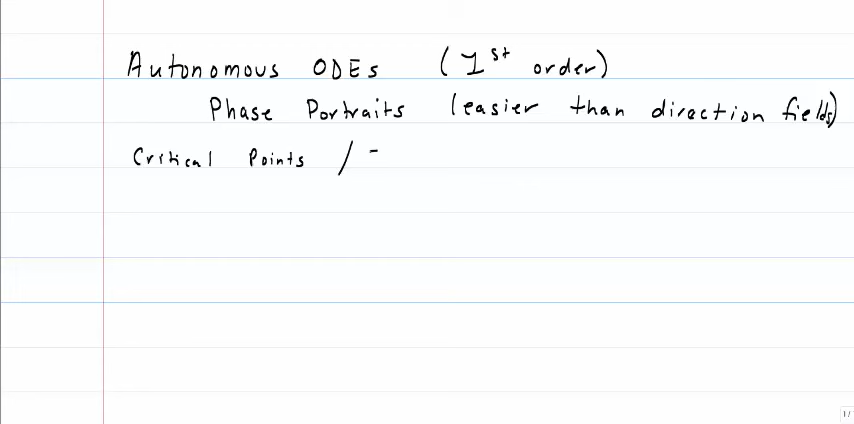 Autonomous ODEs (1st order)
Phase Portraits (easier than direction fields)
Critical Points / -